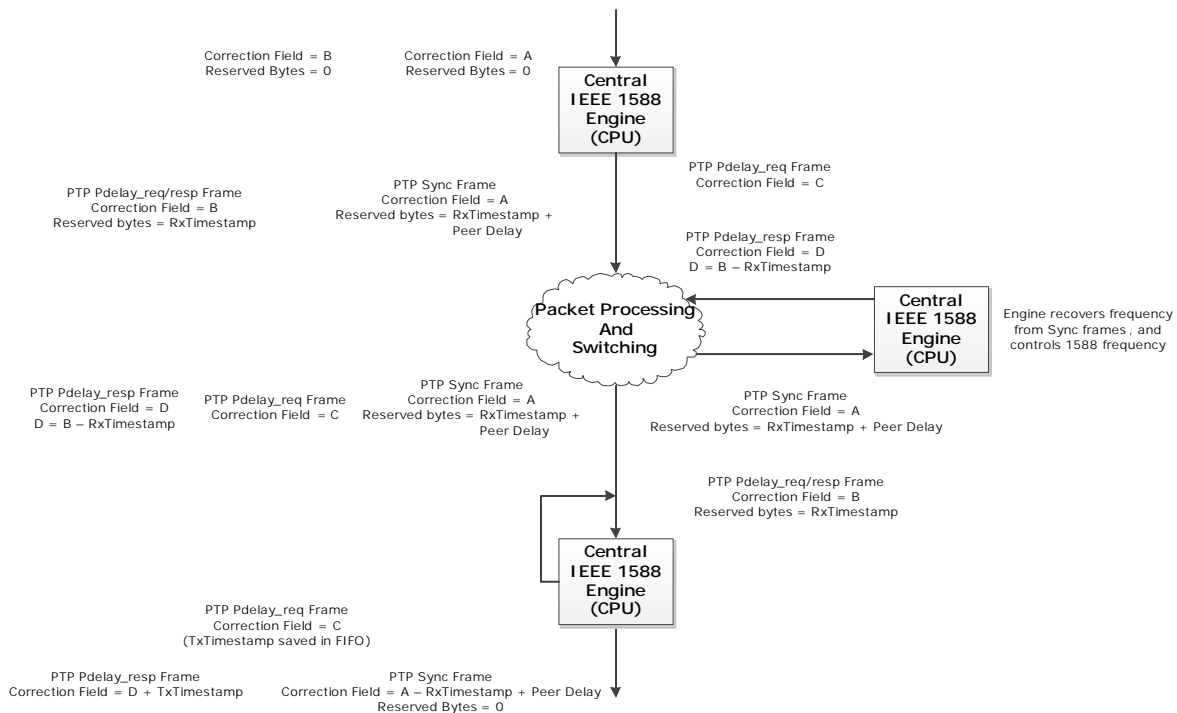 Correction Field = B
Reserved Bytes = 0
Correction Field = A
Reserved Bytes = 0
Central
IEEE 1588
Engine
(CPU)
PTP Pdelay_req/resp Frame
Correction Field = B
Reserved bytes = RxTimestamp
PTP Sync Frame
Correction Field = A
Reserved bytes = RxTimestamp +
Peer Delay
PTP Pdelay_req Frame
Correction Field = C
PTP Pdelay_resp Frame
Correction Field = D
D = B – RxTimestamp
Packet Processing
And
Switching
Central
IEEE 1588
Engine
(CPU)
Engine recovers frequency
from Sync frames, and
controls 1588 frequency
PTP Pdelay_resp Frame
Correction Field = D
D = B – RxTimestamp
PTP Pdelay_req Frame
Correction Field = C
PTP Sync Frame
Correction Field = A
Reserved bytes = RxTimestamp +
Peer Delay
PTP Sync Frame
Correction Field = A
Reserved bytes = RxTimestamp + Peer Delay
PTP Pdelay_req/resp Frame
Correction Field = B
Reserved bytes = RxTimestamp
Central
IEEE 1588
Engine
(CPU)
PTP Pdelay_req Frame
Correction Field = C
(TxTimestamp saved in FIFO)
PTP Pdelay_resp Frame
Correction Field = D + TxTimestamp
PTP Sync Frame
Correction Field = A – RxTimestamp + Peer Delay
Reserved Bytes = 0